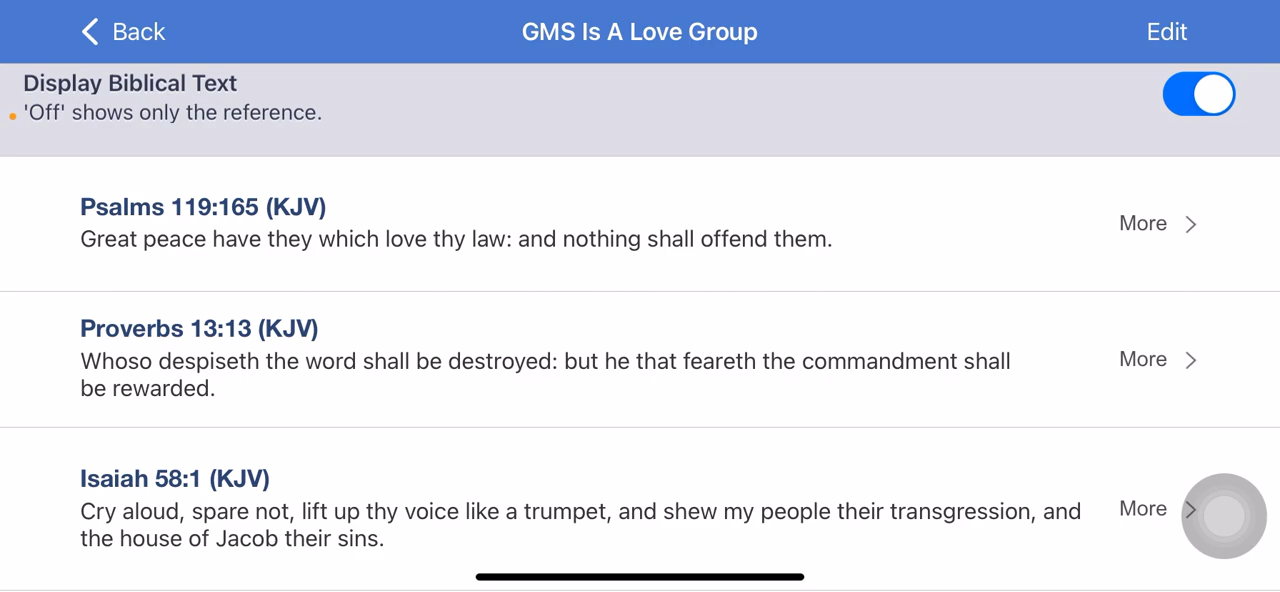 Back
GMS Is A Love Group
Edit
Display Biblical Text
'Off' shows only the reference.
Psalms 119:165 (KJV)
Great peace have they which love thy law: and nothing shall offend them.
More
Proverbs 13:13 (KJV)
Whoso despiseth the word shall be destroyed: but he that feareth the commandment shall
be rewarded.
More
Isaiah 58:1 (KJV)
Cry aloud, spare not, lift up thy voice like a trumpet, and shew my people their transgression, and
the house of Jacob their sins.
More